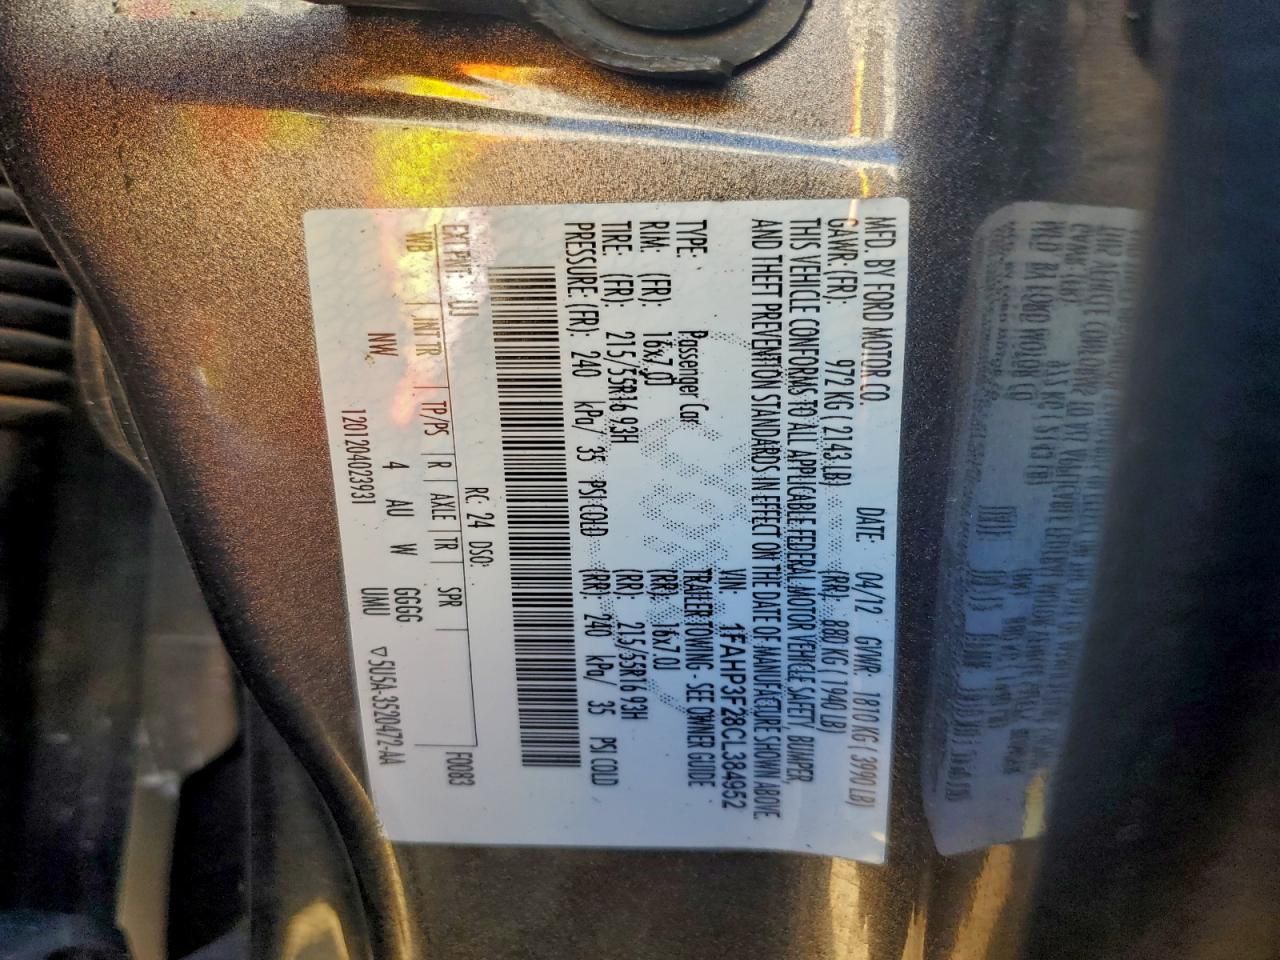 MFD. BY FORD MOTOR CO.
DATE: 04/12 GVWR: 1810 KG ( 3990 LB)
GAWR: (FR): 972 KG ( 2143 LB) (RR): 880 KG ( 1940 LB)
THIS VEHICLE CONFORMS TO ALL APPLICABLE FEDERAL MOTOR VEHICLE SAFETY, BUMPER,
AND THEFT PREVENTION STANDARDS IN EFFECT ON THE DATE OF MANUFACTURE SHOWN ABOVE.
VIN: 1FAHP3F28CL384952
TYPE: Passenger Car TRAILER TOWING - SEE OWNER GUIDE
RIM: (FR): 16x7.0J (RR): 16x7.0J
TIRE: (FR): 215/55R16 93H (RR): 215/55R16 93H
PRESSURE: (FR): 240 kPa/ 35 PSI COLD (RR): 240 kPa/ 35 PSI COLD
RC: 24 DSO: F0083
EXT PNT:
WB INT TR TP/PS R AXLE TR SPR
NW 4 AU W GGGG
12012040239З1 UMU ▽5U5A-3520472-AA